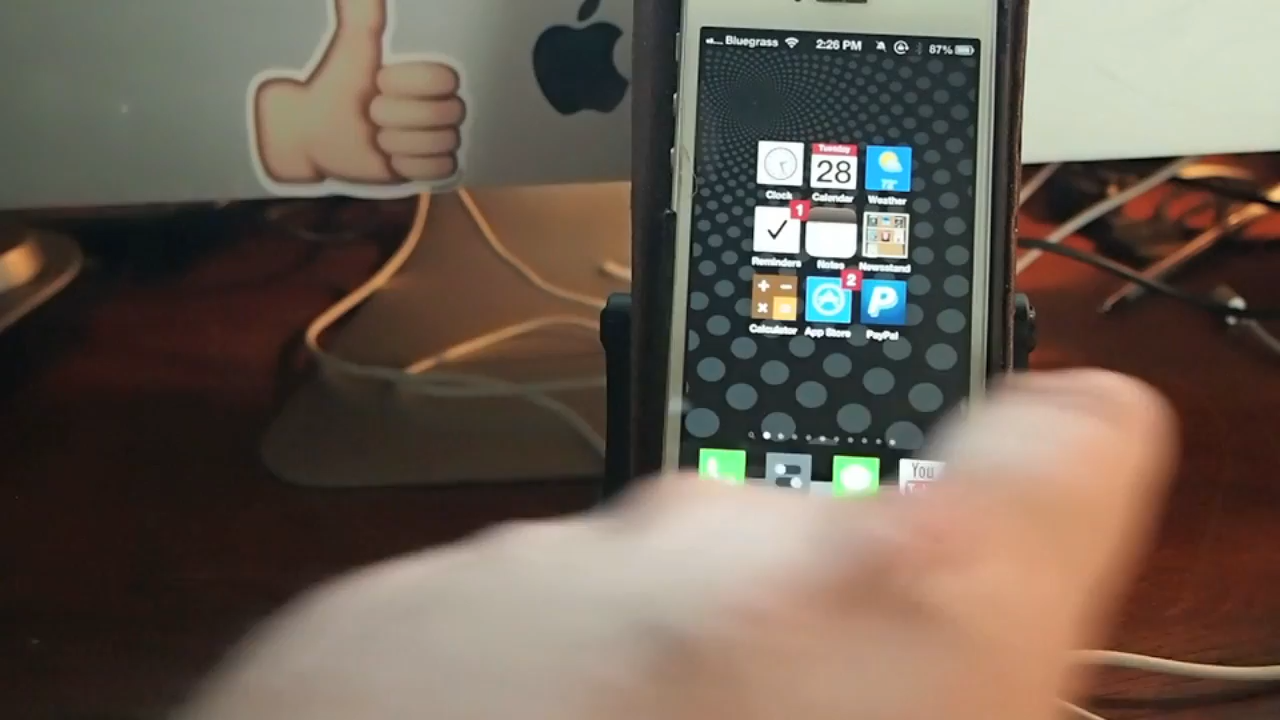 Bluegrass 2:26 PM 87%
Tuesday
28
Clock Calendar Weather
1
Reminders Notes Newsstand
2
Calculator App Store PayPal
You